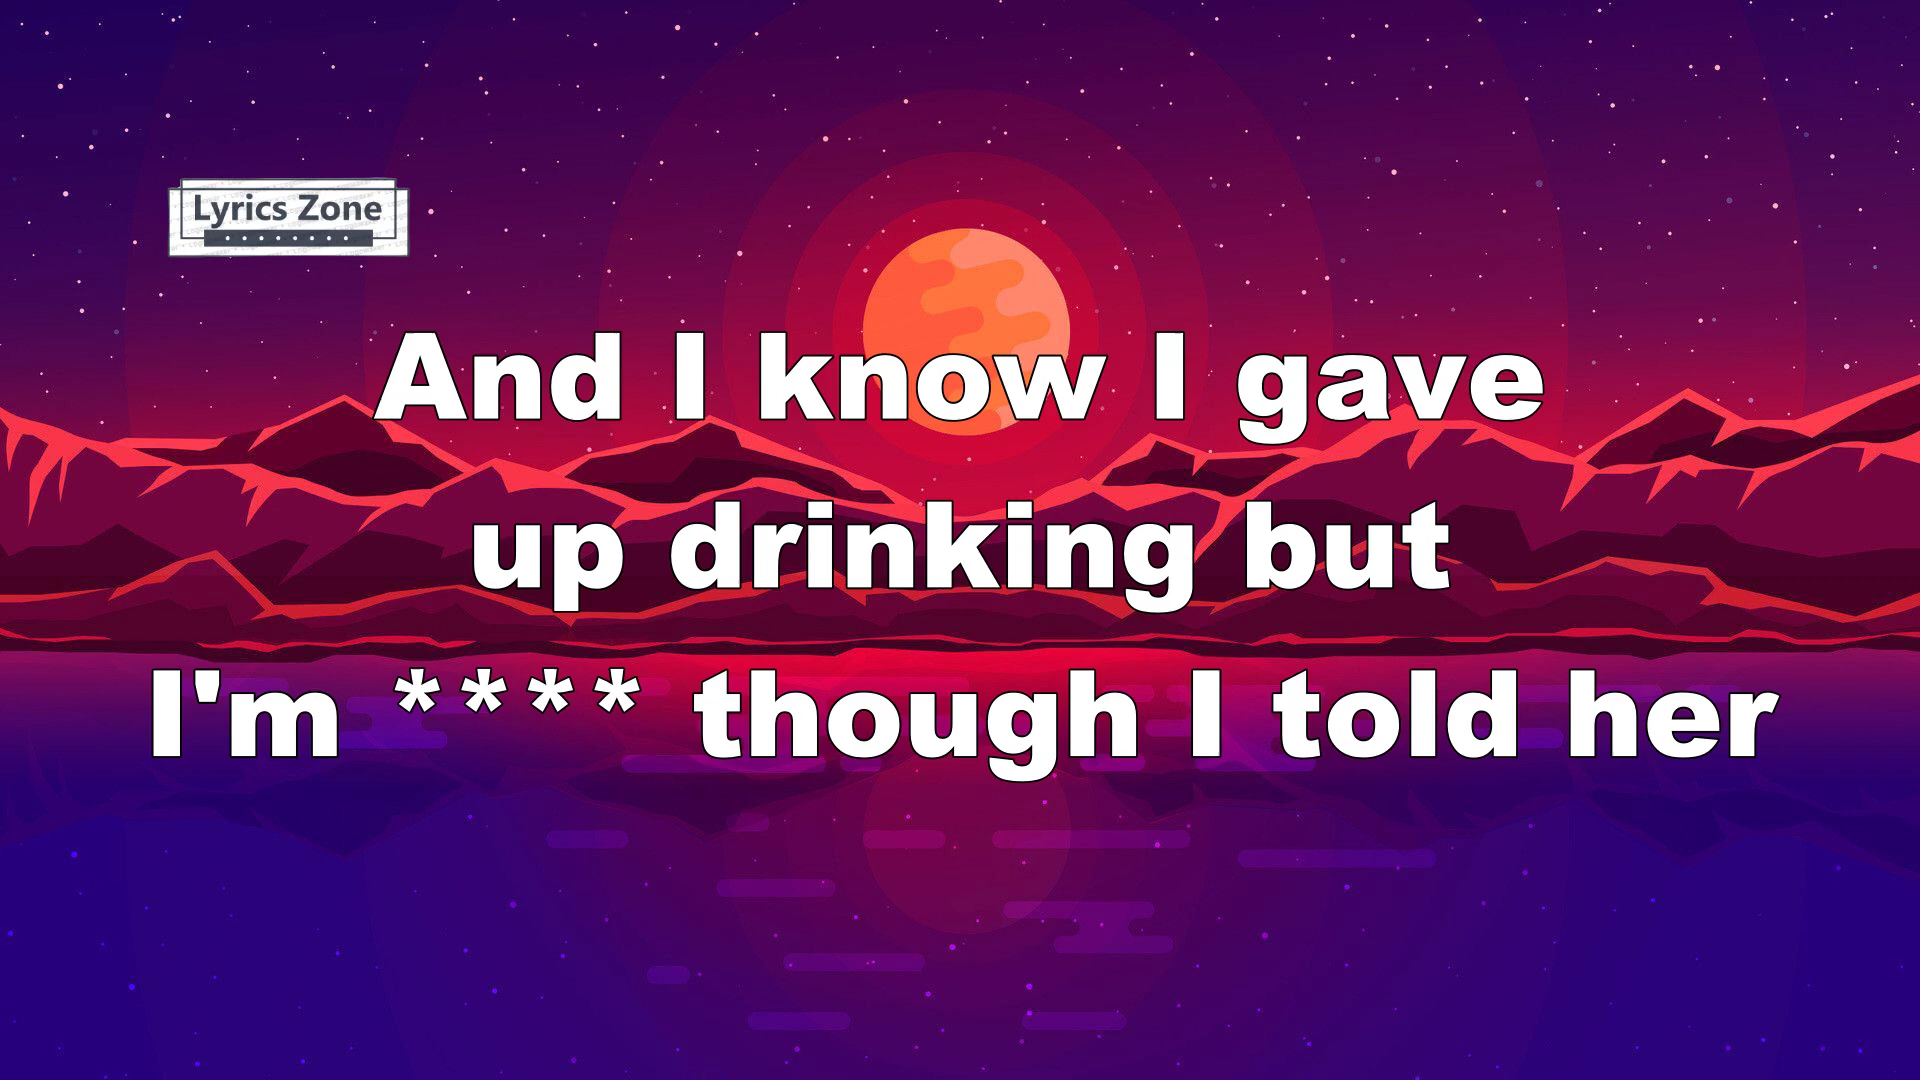 Lyrics Zone
And I know I gave
up drinking but
I'm **** though I told her